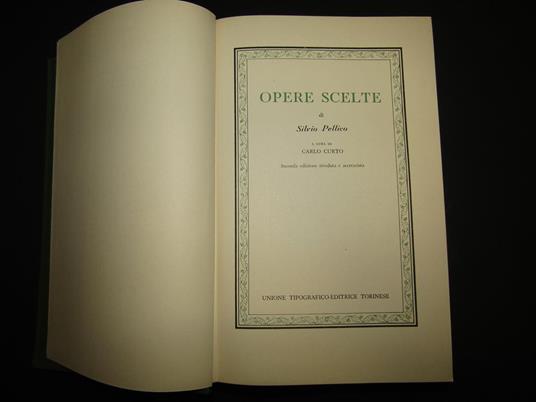 OPERE SCELTE
di
Silvio Pellico
A CURA DI
CARLO CURTO
Seconda edizione riveduta e accresciuta
UNIONE TIPOGRAFICO-EDITRICE TORINESE